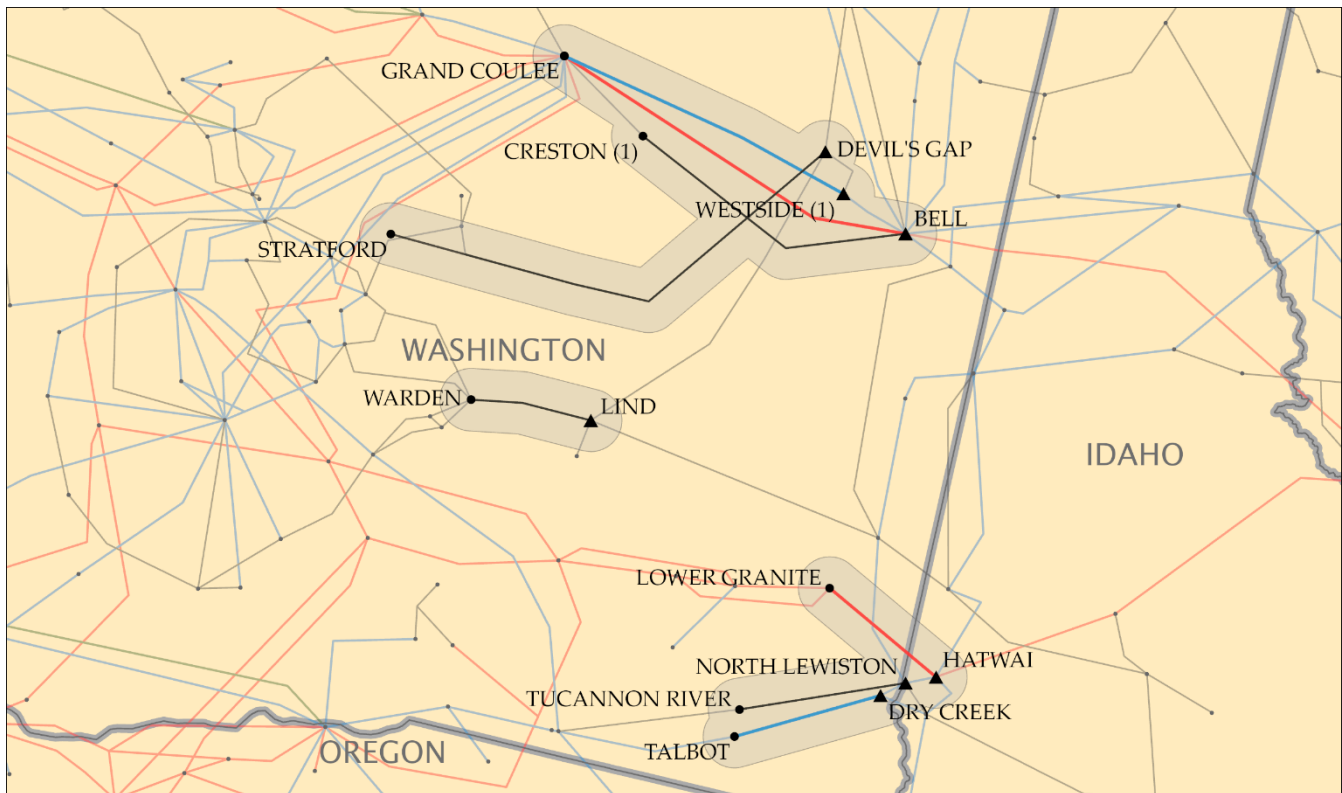 GRAND COULEE
CRESTON (1)
DEVIL'S GAP
WESTSIDE (1)
BELL
STRATFORD
WASHINGTON
WARDEN
LIND
IDAHO
LOWER GRANITE
NORTH LEWISTON
HATWAI
TUCANNON RIVER
DRY CREEK
TALBOT
OREGON